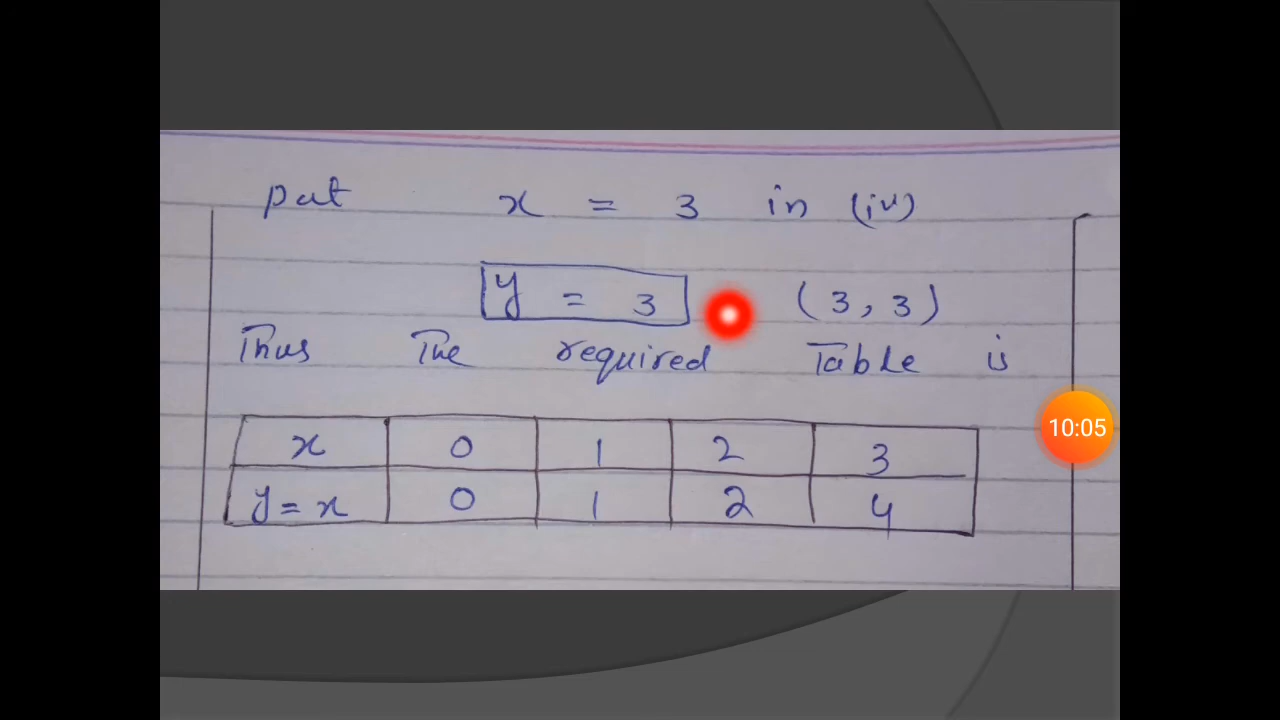 put x = 3 in (iv)
y = 3 (3, 3)
Thus The required Table is
x 0 1 2 3
y = x 0 1 2 4
10:05